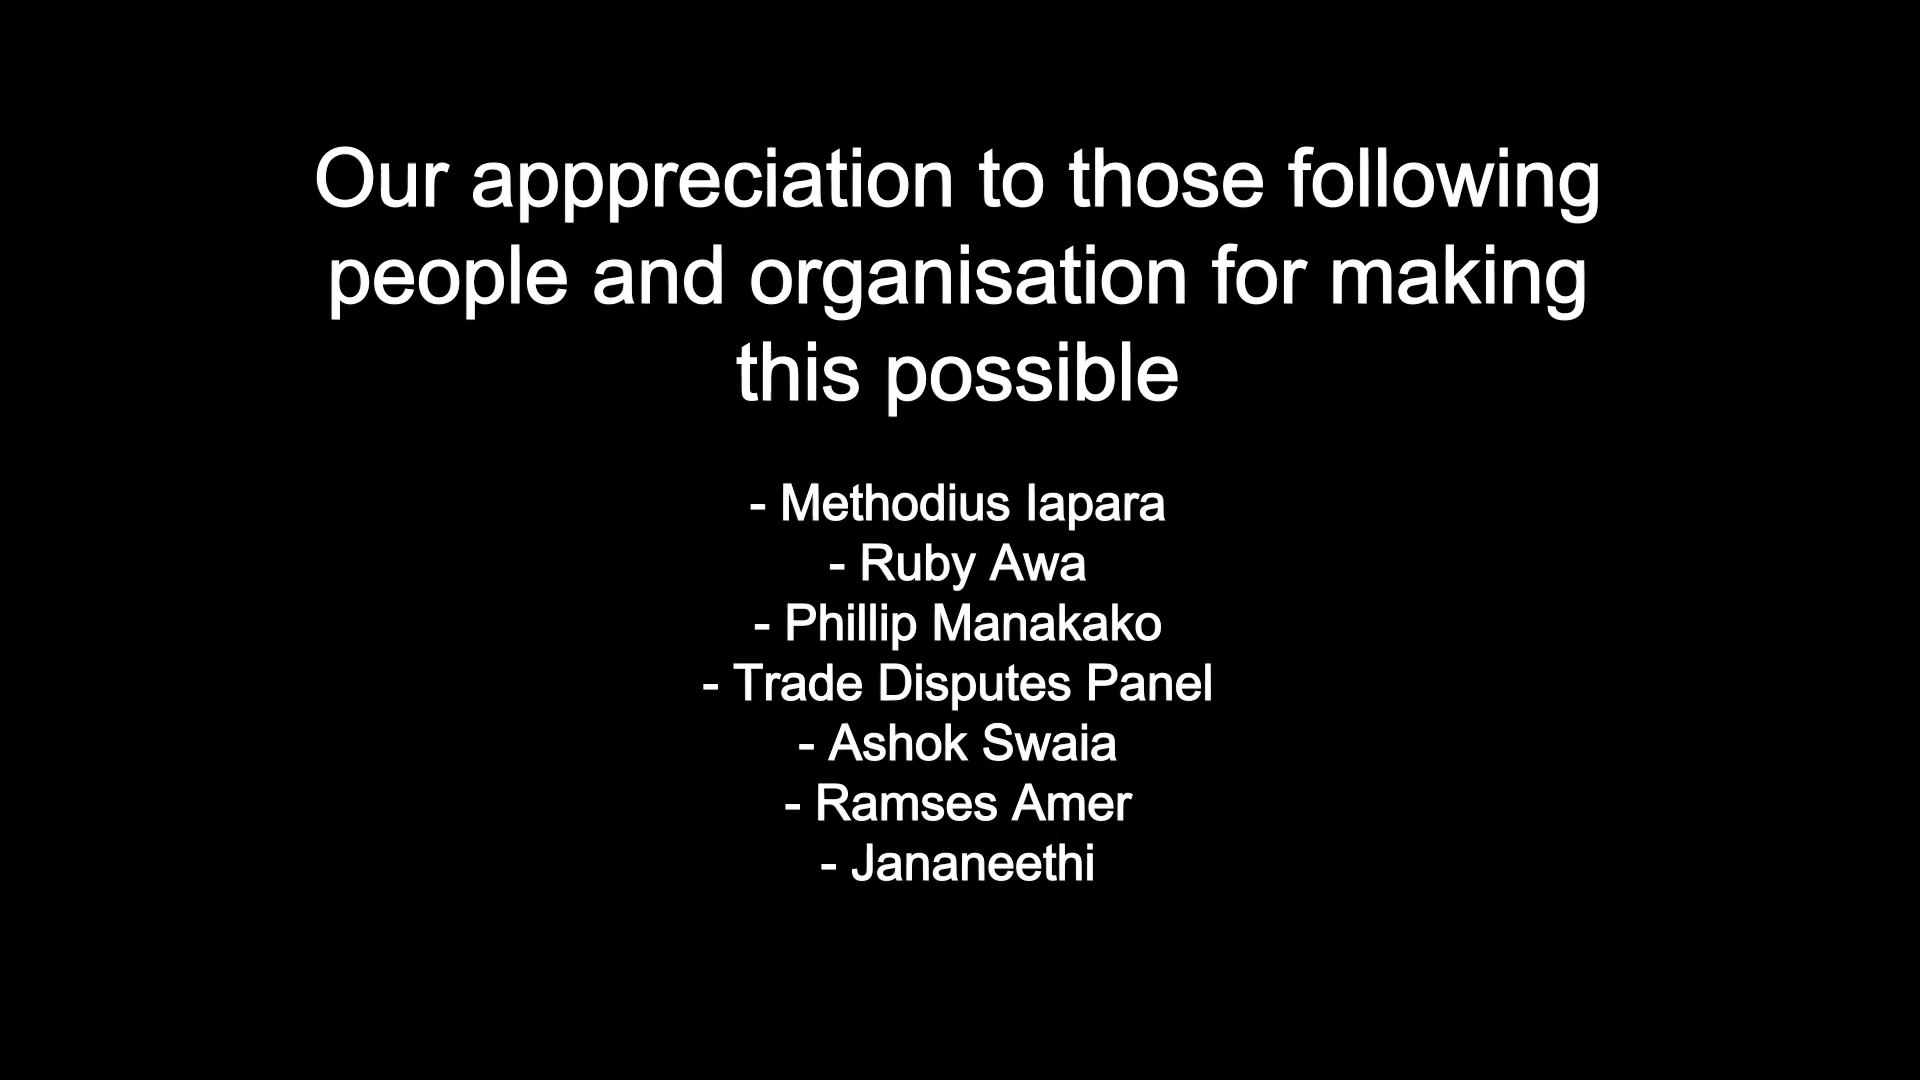 Our apppreciation to those following
people and organisation for making
this possible
- Methodius Iapara
- Ruby Awa
- Phillip Manakako
- Trade Disputes Panel
- Ashok Swaia
- Ramses Amer
- Jananeethi